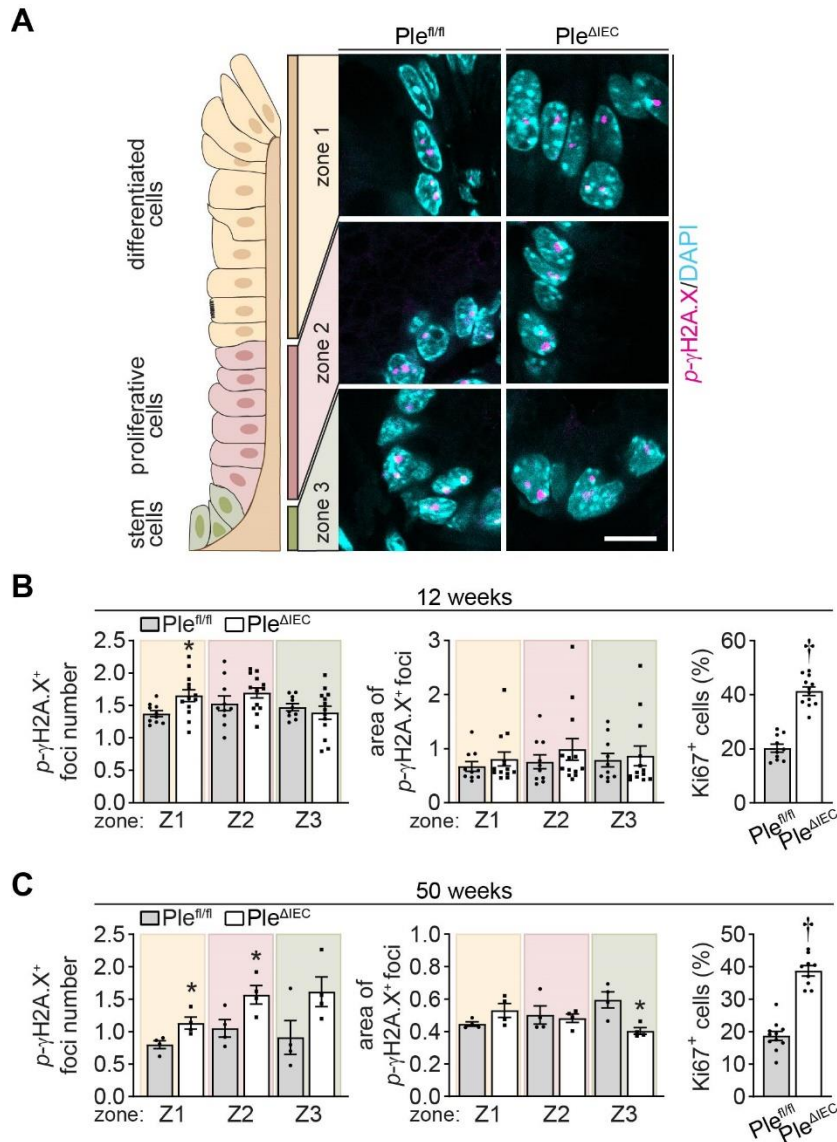 A
Ple^fl/fl Ple^ΔIEC
differentiated
cells
proliferative
cells
stem
cells
zone 1
zone 2
zone 3
p-γH2A.X/DAPI
B
12 weeks
Ple^fl/fl Ple^ΔIEC
p-γH2A.X+
foci number
2.5
2.0
1.5
1.0
0.5
0.0
*
zone: Z1 Z2 Z3
area of
p-γH2A.X+ foci
3
2
1
0
Z1 Z2 Z3
Ki67+ cells (%)
60
40
20
0
†
Ple^fl/fl
Ple^ΔIEC
C
50 weeks
Ple^fl/fl Ple^ΔIEC
p-γH2A.X+
foci number
2.5
2.0
1.5
1.0
0.5
0.0
* *
zone: Z1 Z2 Z3
area of
p-γH2A.X+ foci
1.0
0.8
0.6
0.4
0.2
0.0
*
zone: Z1 Z2 Z3
Ki67+ cells (%)
50
40
30
20
10
0
†
Ple^fl/fl
Ple^ΔIEC